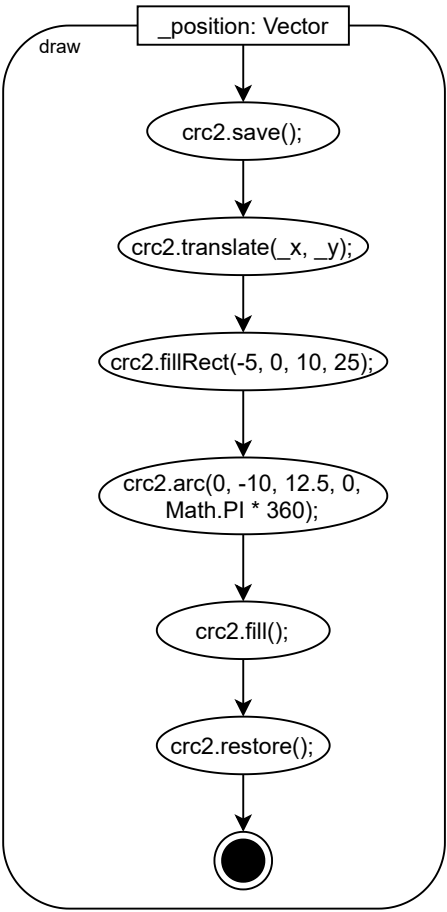 _position: Vector
draw
crc2.save();
crc2.translate(_x, _y);
crc2.fillRect(-5, 0, 10, 25);
crc2.arc(0, -10, 12.5, 0,
Math.PI * 360);
crc2.fill();
crc2.restore();